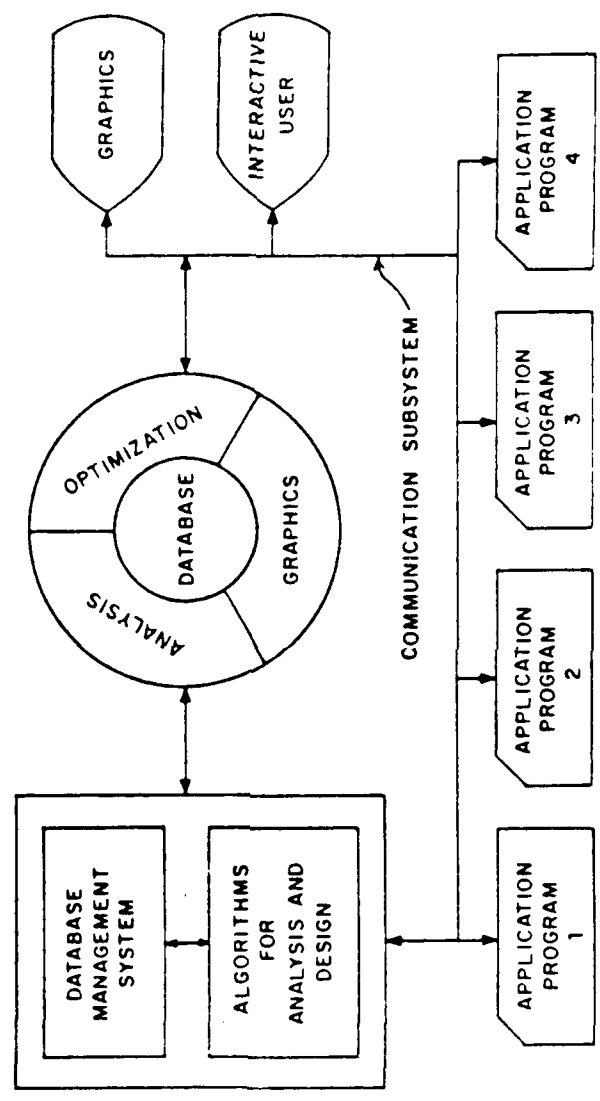 DATABASE
MANAGEMENT
SYSTEM
ALGORITHMS
FOR
ANALYSIS AND
DESIGN
ANALYSIS
OPTIMIZATION
DATABASE
GRAPHICS
GRAPHICS
INTERACTIVE
USER
COMMUNICATION SUBSYSTEM
APPLICATION
PROGRAM
1
APPLICATION
PROGRAM
2
APPLICATION
PROGRAM
3
APPLICATION
PROGRAM
4